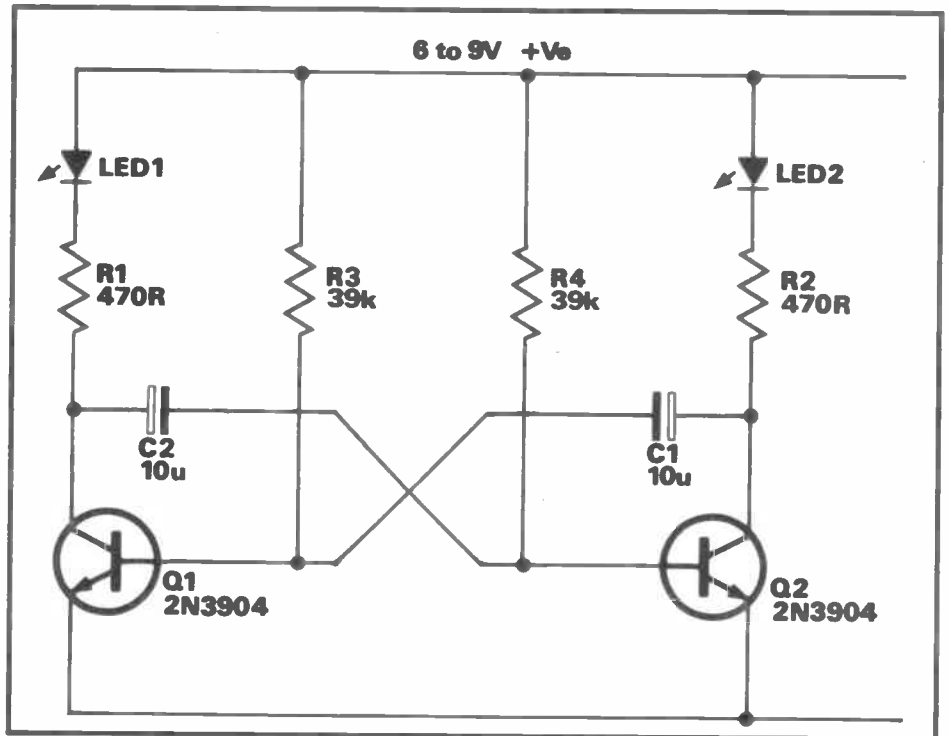 6 to 9V +Ve
LED1
LED2
R1
470R
R3
39k
R4
39k
R2
470R
C2
10u
C1
10u
Q1
2N3904
Q2
2N3904